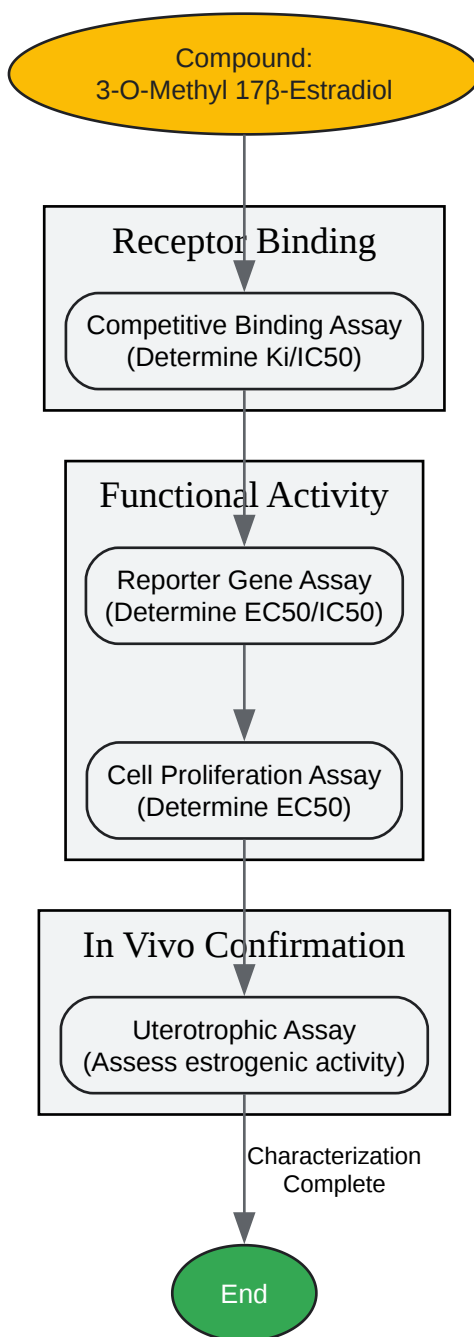 Compound:
3-O-Methyl 17β-Estradiol
Receptor Binding
Competitive Binding Assay
(Determine Ki/IC50)
Functional Activity
Reporter Gene Assay
(Determine EC50/IC50)
Cell Proliferation Assay
(Determine EC50)
In Vivo Confirmation
Uterotrophic Assay
(Assess estrogenic activity)
Characterization
Complete
End